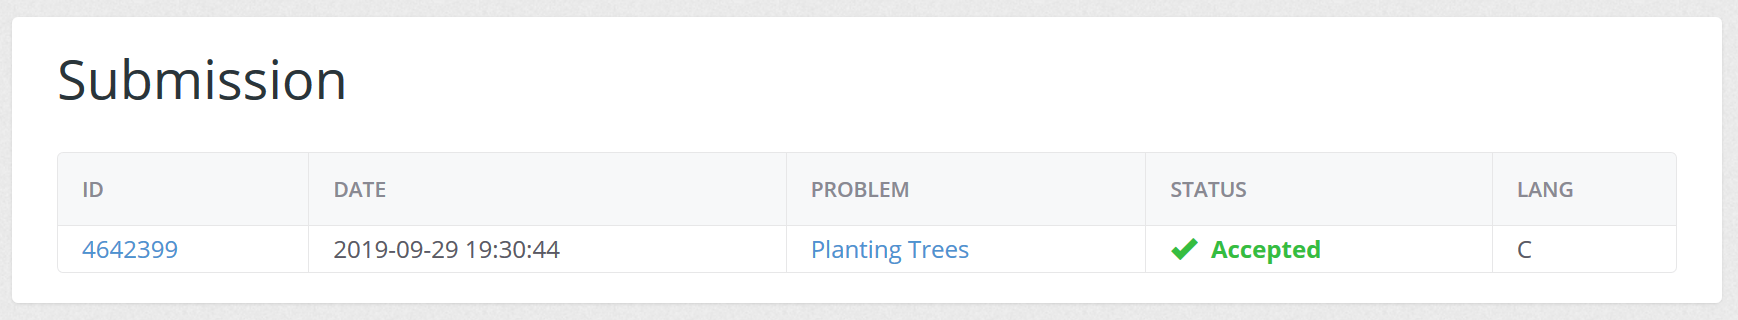 Submission
ID DATE PROBLEM STATUS LANG
4642399 2019-09-29 19:30:44 Planting Trees Accepted C